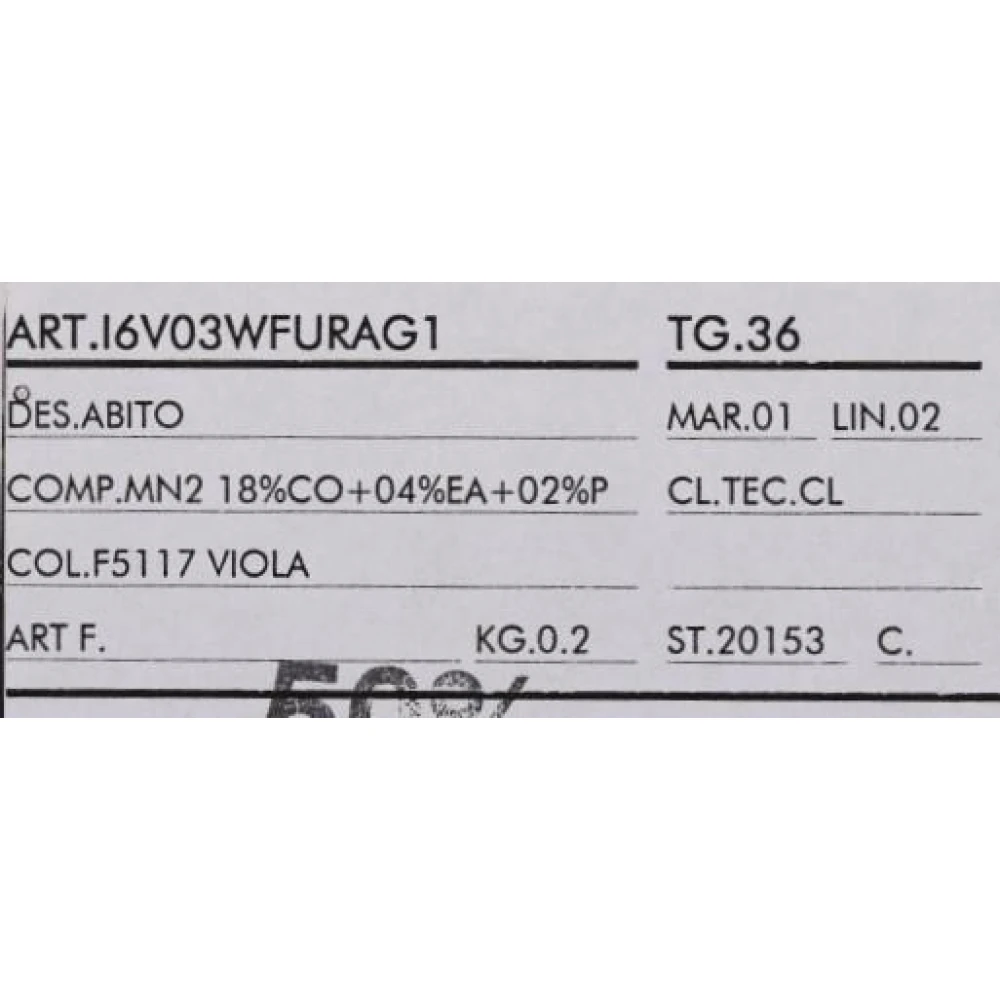 ART.I6V03WFURAG1 TG.36
DES.ABITO MAR.01 LIN.02
COMP.MN2 18%CO+04%EA+02%P CL.TEC.CL
COL.F5117 VIOLA
ART F. KG.0.2 ST.20153 C.
50%